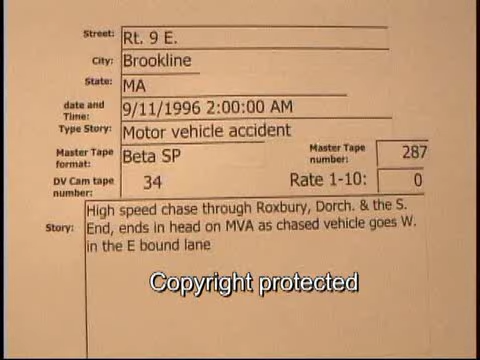 Street: Rt. 9 E.
City: Brookline
State: MA
date and Time: 9/11/1996 2:00:00 AM
Type Story: Motor vehicle accident
Master Tape format: Beta SP Master Tape number: 287
DV Cam tape number: 34 Rate 1-10: 0
Story: High speed chase through Roxbury, Dorch. & the S.
End, ends in head on MVA as chased vehicle goes W.
in the E bound lane
Copyright protected